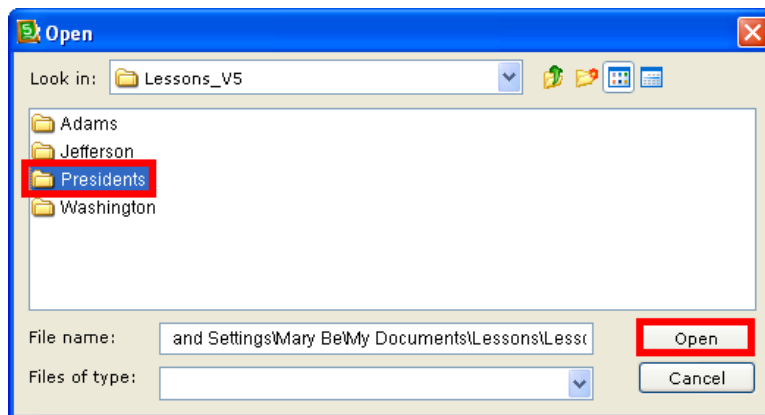 Open
Look in: Lessons_V5
Adams
Jefferson
Presidents
Washington
File name: and Settings\Mary Be\My Documents\Lessons\Less
Open
Files of type:
Cancel